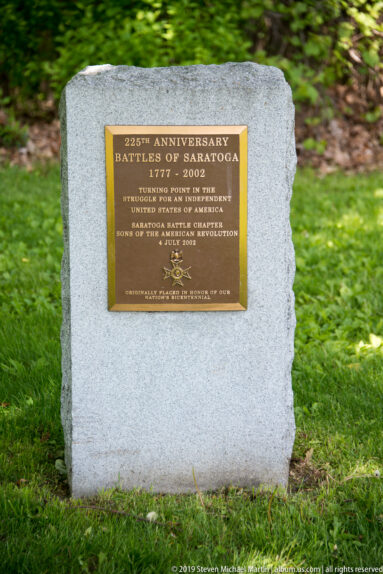 225TH ANNIVERSARY
BATTLES OF SARATOGA
1777 - 2002
TURNING POINT IN THE
STRUGGLE FOR AN INDEPENDENT
UNITED STATES OF AMERICA
SARATOGA BATTLE CHAPTER
SONS OF THE AMERICAN REVOLUTION
4 JULY 2002
ORIGINALLY PLACED IN HONOR OF OUR
NATION'S BICENTENNIAL
© 2019 Steven Michael Martin | album.us.com | all rights reserved